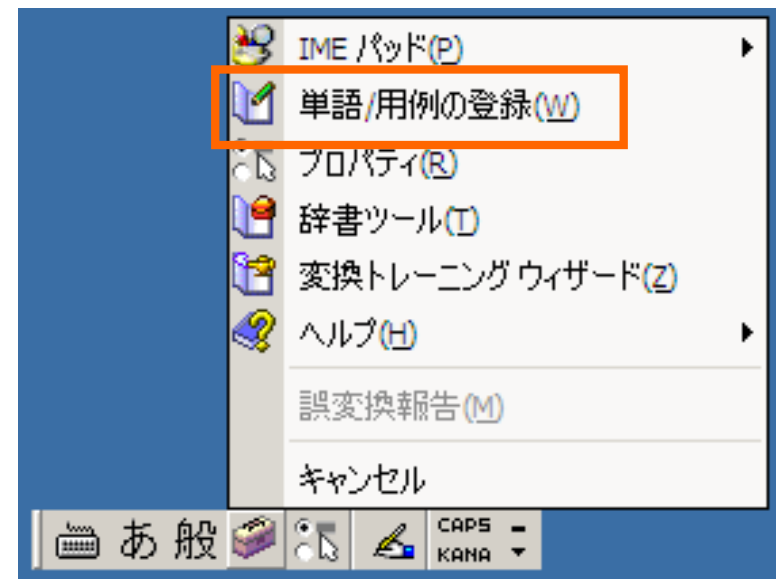 IME パッド(P)
単語/用例の登録(W)
プロパティ(R)
辞書ツール(T)
変換トレーニング ウィザード(Z)
ヘルプ(H)
誤変換報告(M)
キャンセル
あ 般 CAPS
KANA